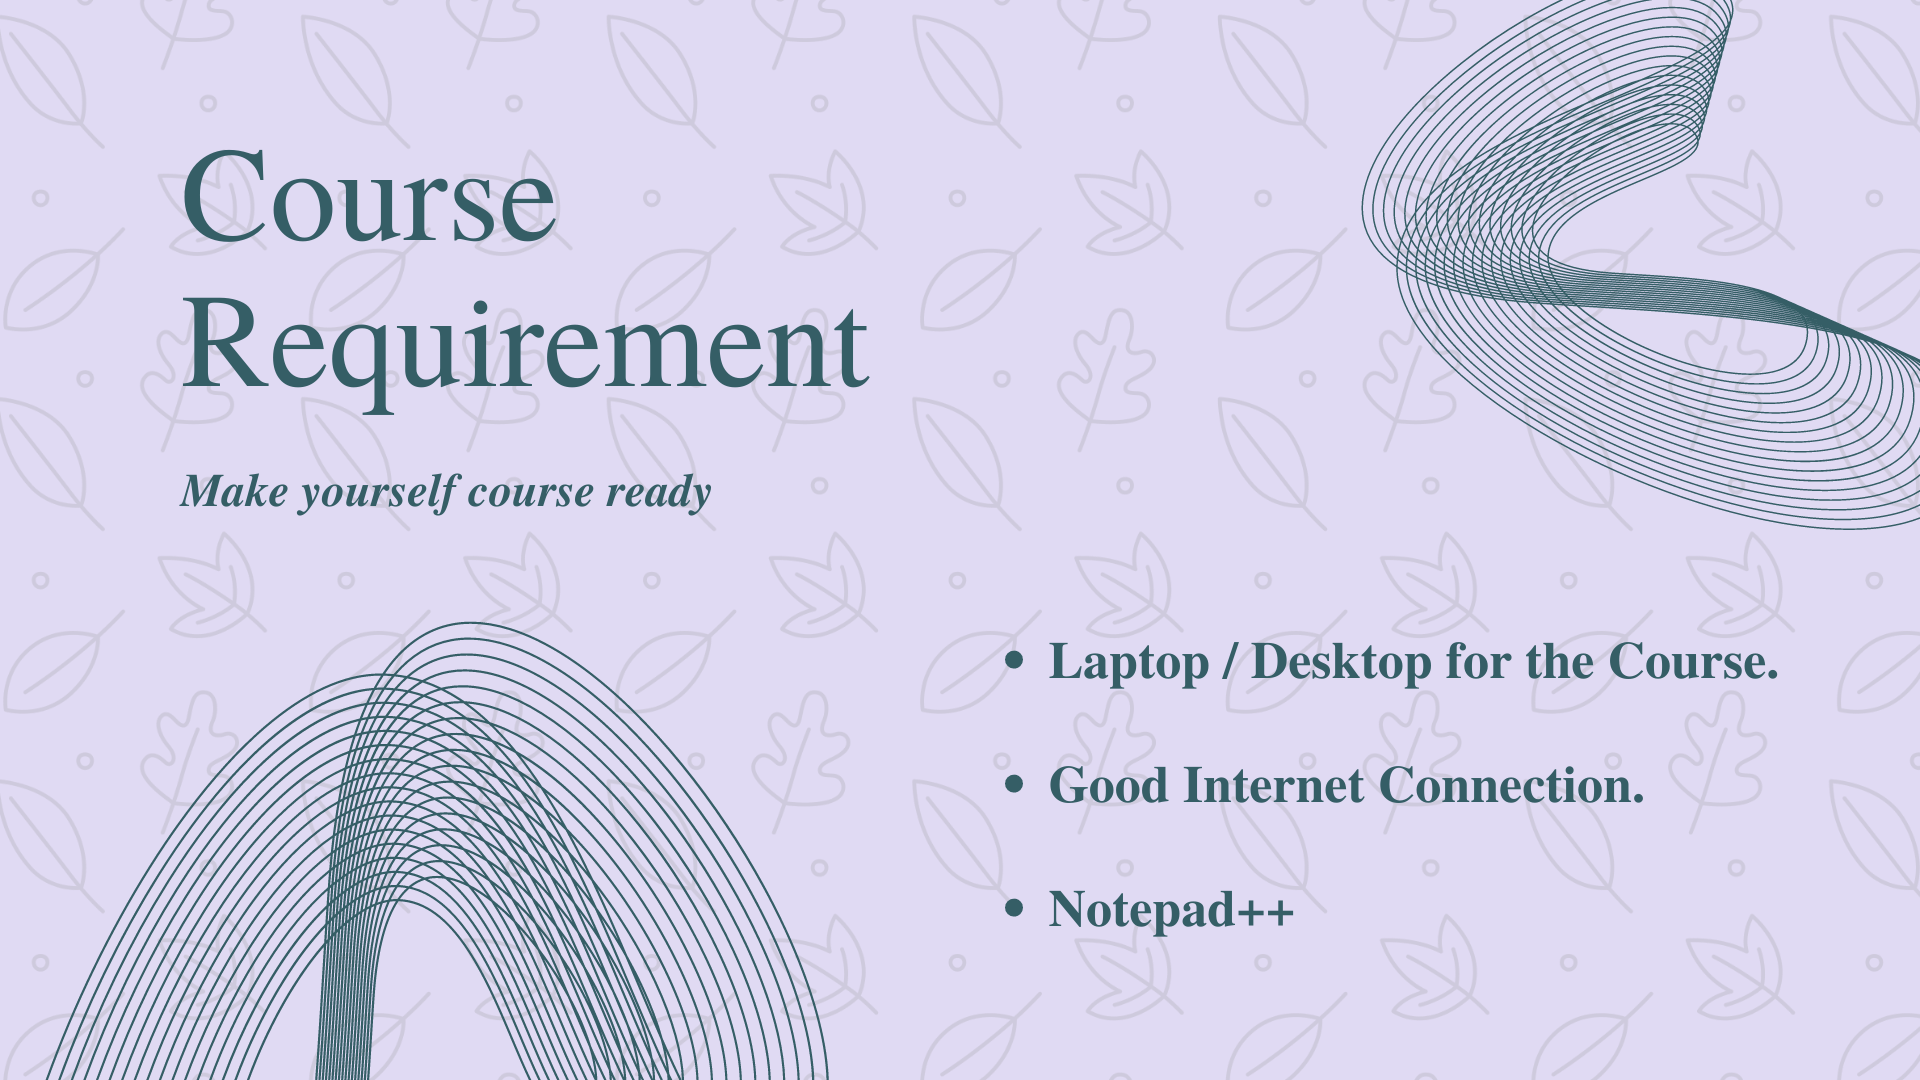 Course
Requirement
Make yourself course ready
• Laptop / Desktop for the Course.
• Good Internet Connection.
• Notepad++